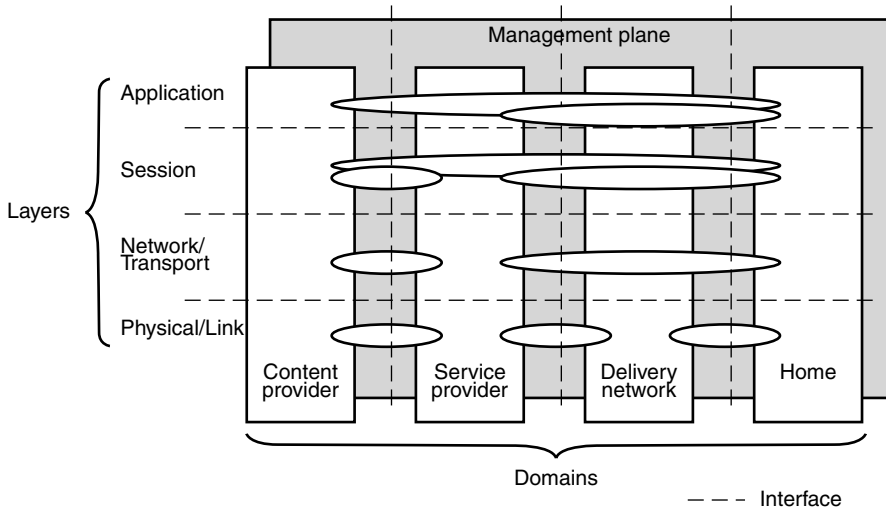 Management plane
Application
Session
Layers
Network/
Transport
Physical/Link
Content
provider
Service
provider
Delivery
network
Home
Domains
Interface